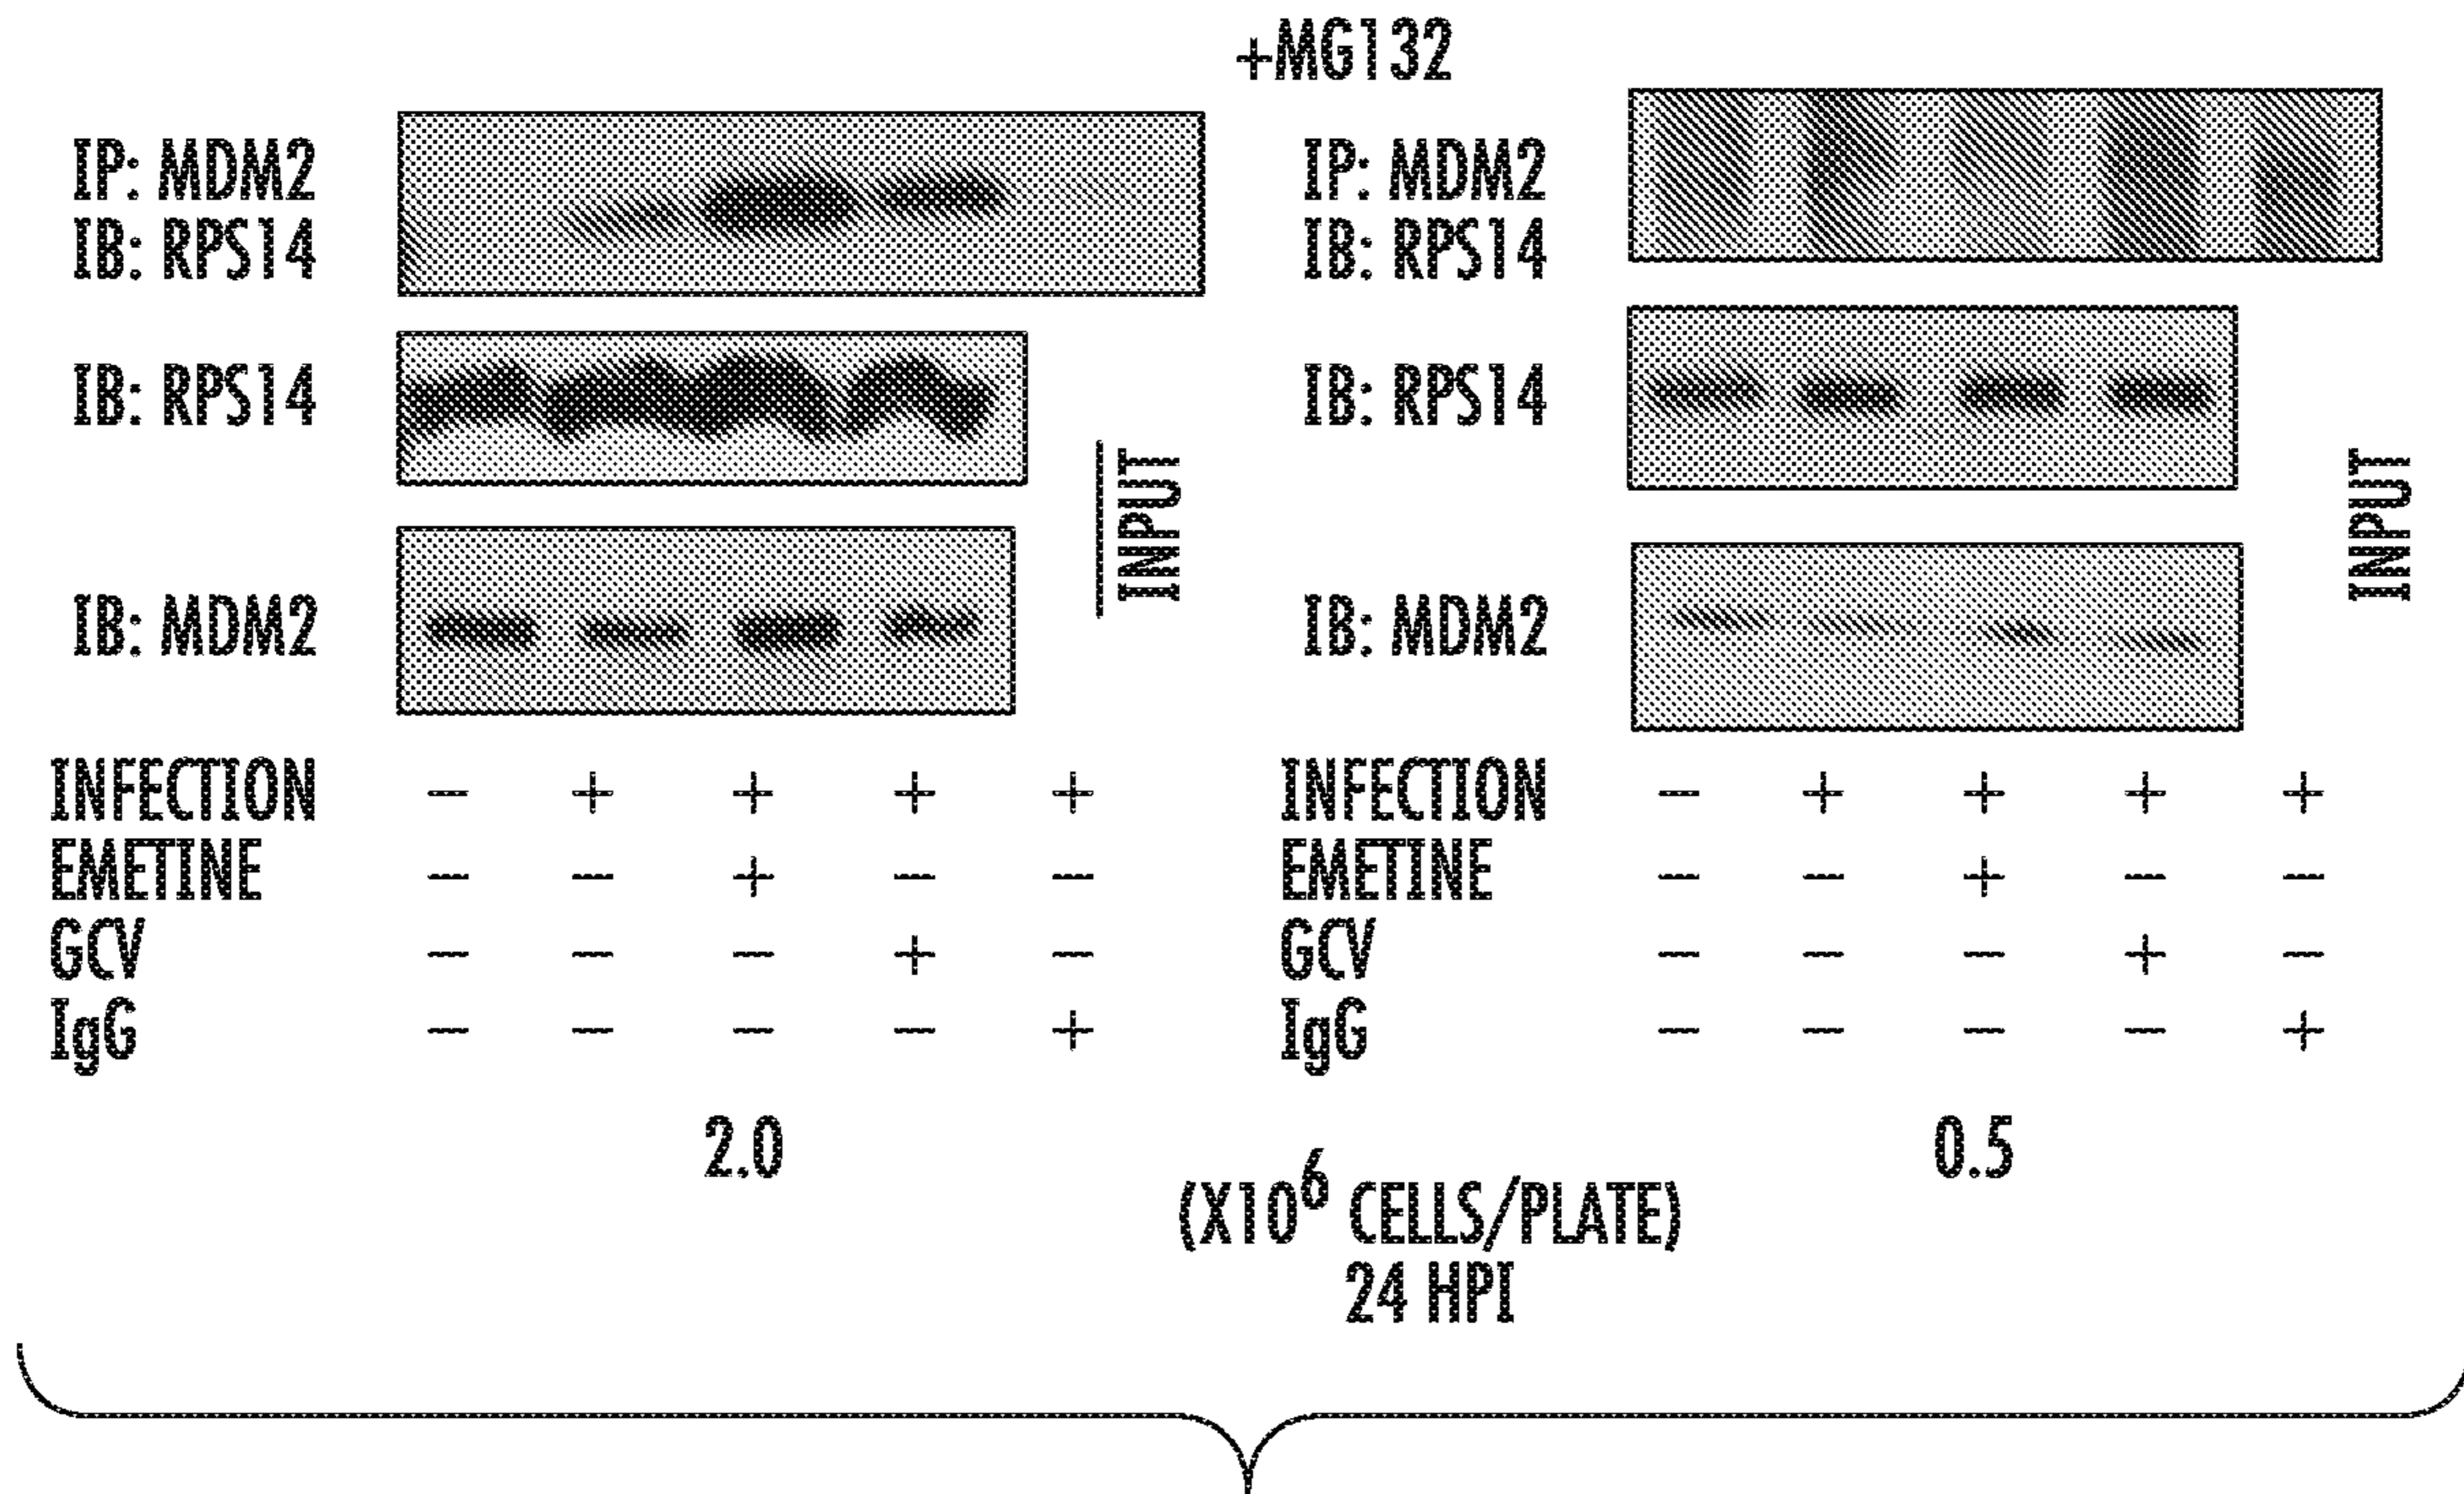 +MG132
IP: MDM2
IB: RPS14
IB: RPS14
INPUT
IB: MDM2
INFECTION − + + + +
EMETINE − − + − −
GCV − − − + −
IgG − − − − +
2.0
IP: MDM2
IB: RPS14
IB: RPS14
INPUT
IB: MDM2
INFECTION − + + + +
EMETINE − − + − −
GCV − − − + −
IgG − − − − +
0.5
(X10⁶ CELLS/PLATE)
24 HPI